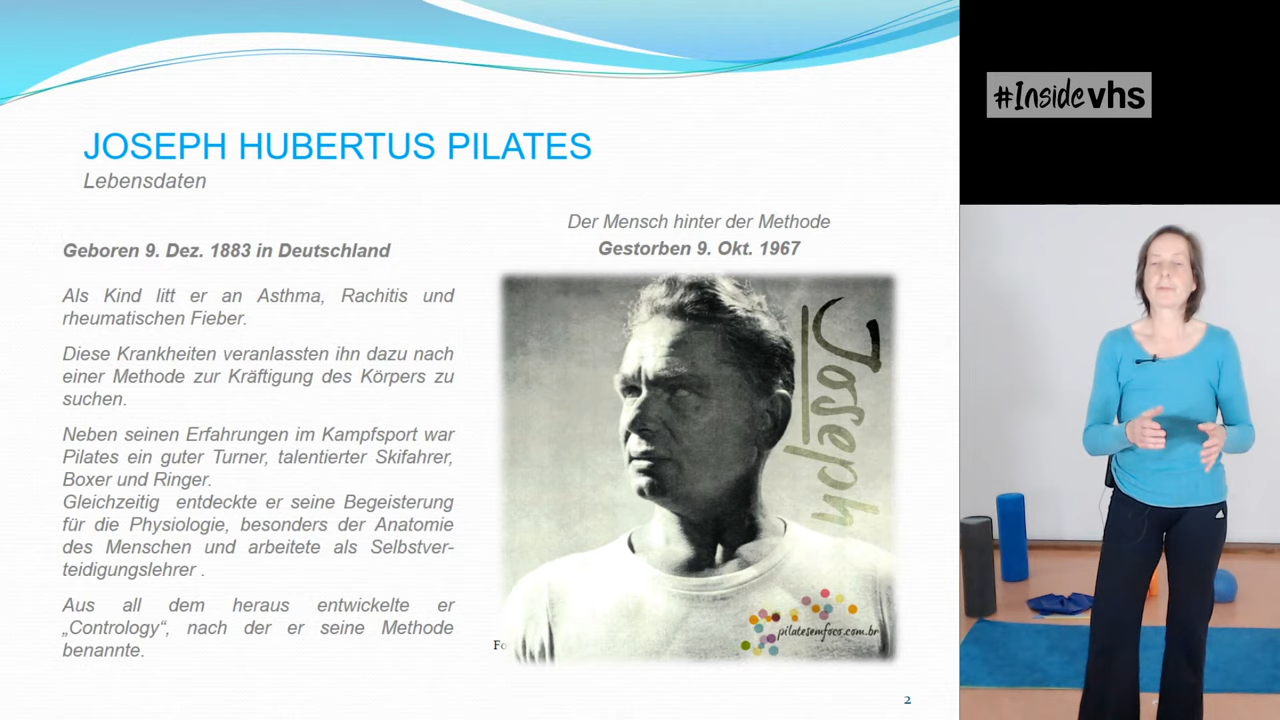 #Insidevhs
JOSEPH HUBERTUS PILATES
Lebensdaten
Der Mensch hinter der Methode
Gestorben 9. Okt. 1967
Geboren 9. Dez. 1883 in Deutschland
Als Kind litt er an Asthma, Rachitis und
rheumatischen Fieber.
Diese Krankheiten veranlassten ihn dazu nach
einer Methode zur Kräftigung des Körpers zu
suchen.
Neben seinen Erfahrungen im Kampfsport war
Pilates ein guter Turner, talentierter Skifahrer,
Boxer und Ringer.
Gleichzeitig entdeckte er seine Begeisterung
für die Physiologie, besonders der Anatomie
des Menschen und arbeitete als Selbstver-
teidigungslehrer .
Aus all dem heraus entwickelte er
„Contrology“, nach der er seine Methode
benannte.
Joseph
pilatesemfoco.com.br
Fo
2